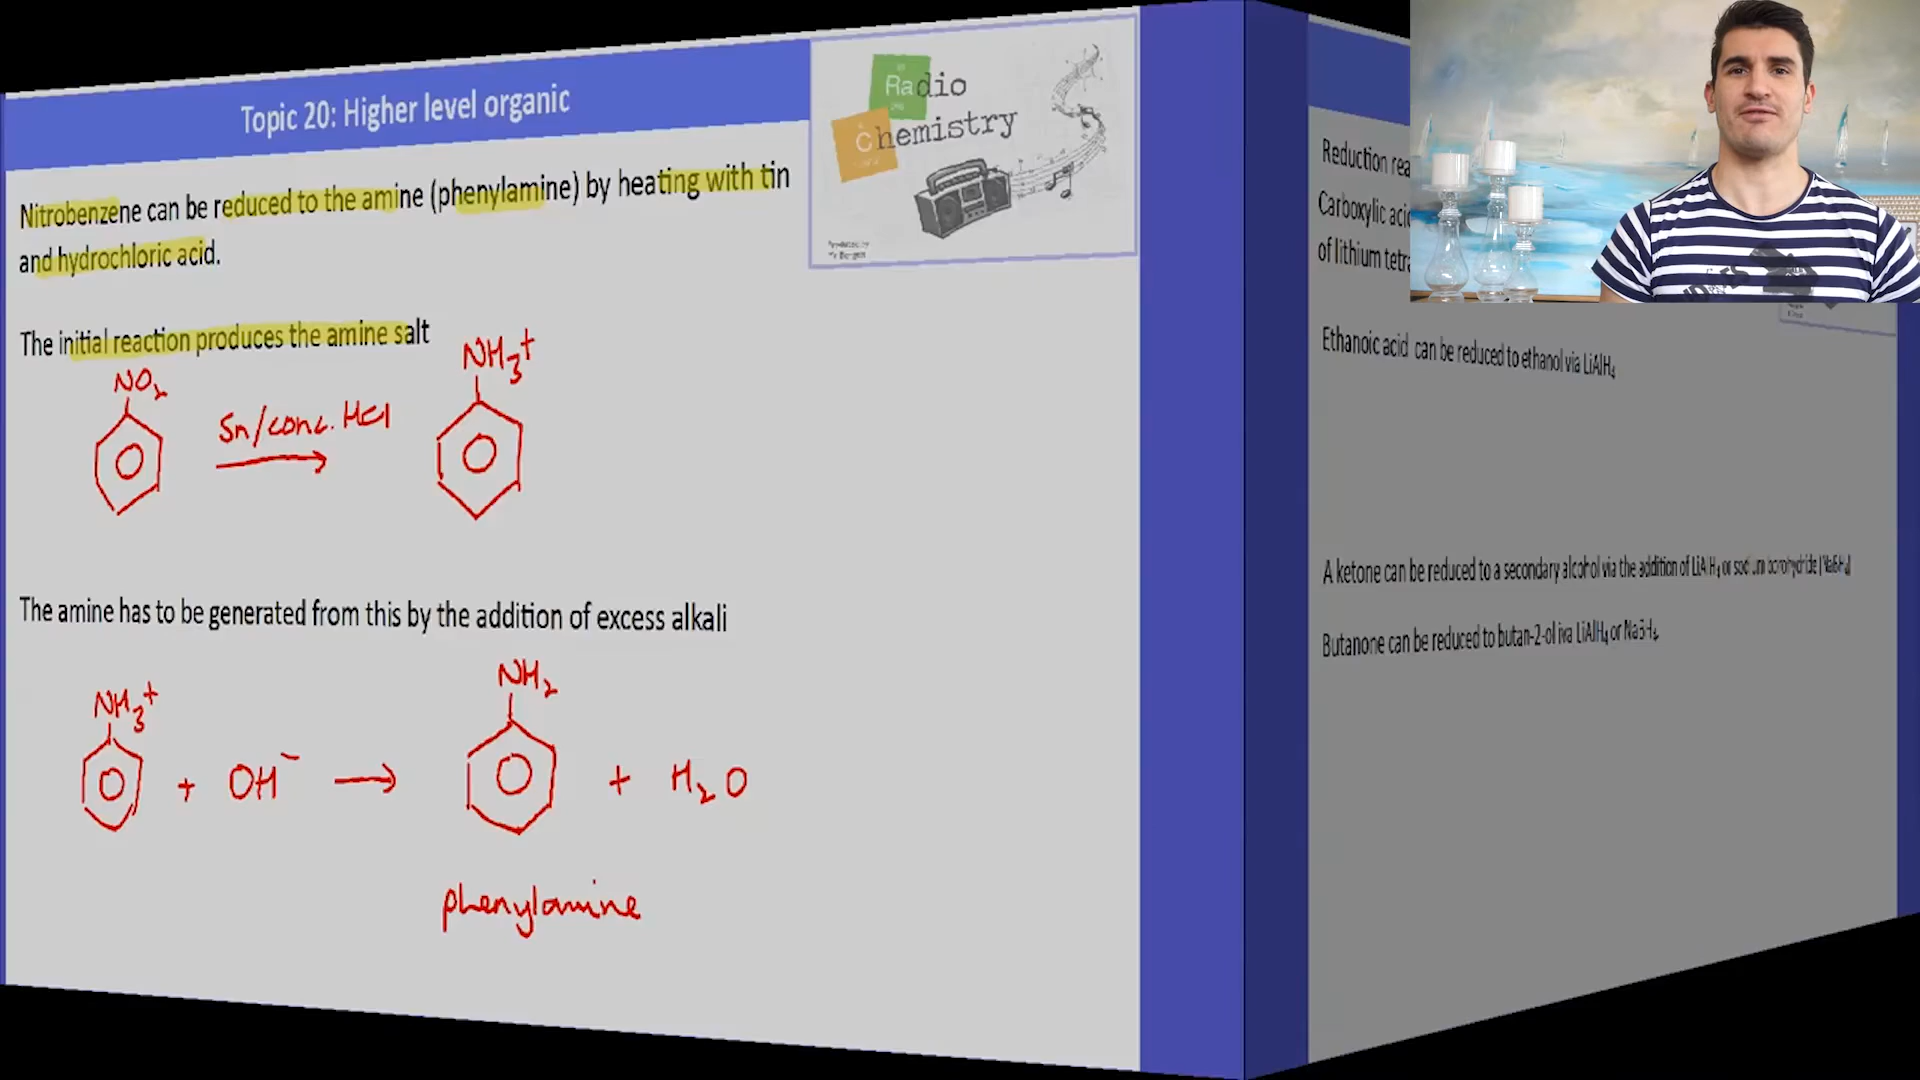 Topic 20: Higher level organic
Radio
Chemistry
Nitrobenzene can be reduced to the amine (phenylamine) by heating with tin
and hydrochloric acid.
The initial reaction produces the amine salt
NO₂
Sn/conc. HCl
NH₃⁺
The amine has to be generated from this by the addition of excess alkali
NH₃⁺
+ OH⁻ →
NH₂
+ H₂O
phenylamine
Reduction rea
Carboxylic acid
of lithium tetra
Ethanoic acid can be reduced to ethanol via LiAlH₄
A ketone can be reduced to a secondary alcohol via the addition of LiAlH₄ or sodium borohydride (NaBH₄)
Butanone can be reduced to butan-2-ol iva LiAlH₄ or NaBH₄